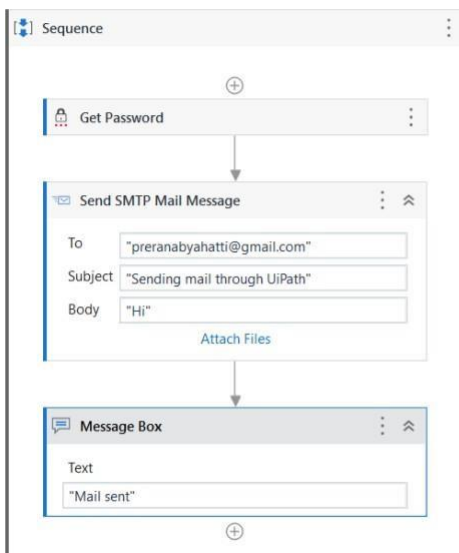 Sequence
Get Password
Send SMTP Mail Message
To "preranabyahatti@gmail.com"
Subject "Sending mail through UiPath"
Body "Hi"
Attach Files
Message Box
Text
"Mail sent"